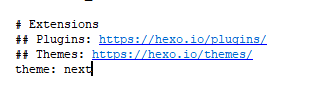 # Extensions
## Plugins: https://hexo.io/plugins/
## Themes: https://hexo.io/themes/
theme: next